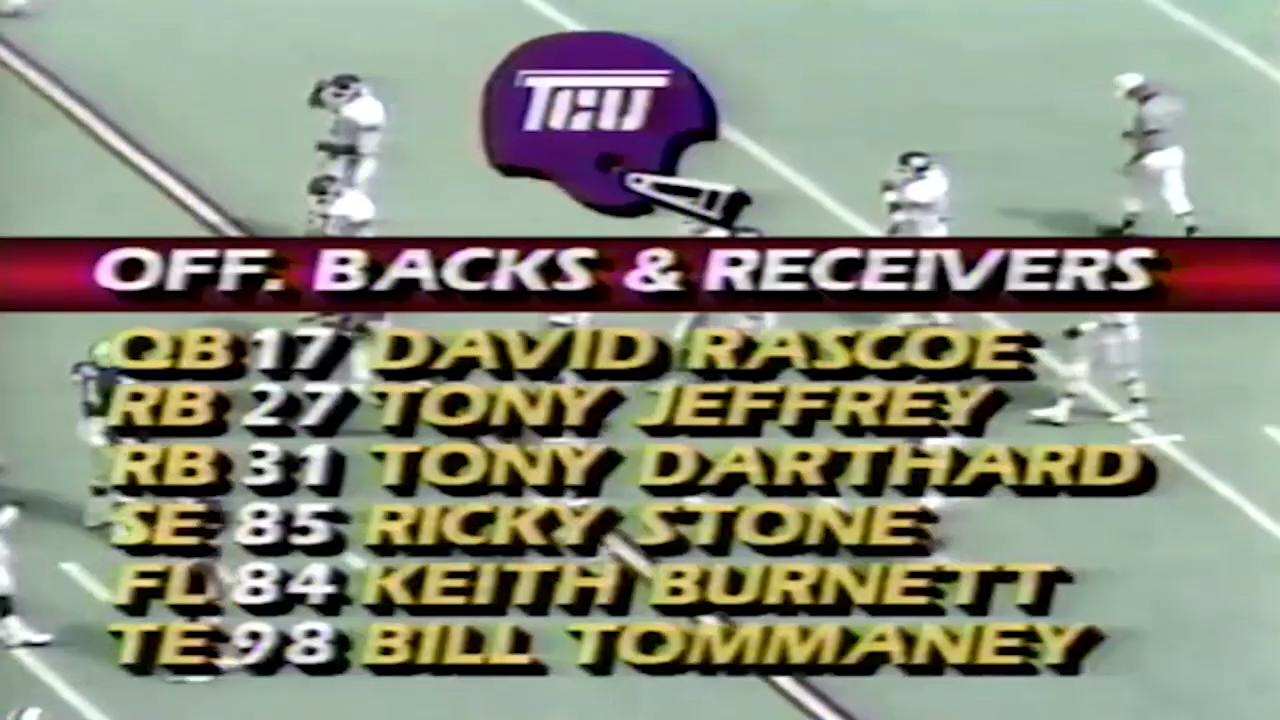 TCU
OFF. BACKS & RECEIVERS
QB 17 DAVID RASCOE
RB 27 TONY JEFFREY
RB 31 TONY DARTHARD
SE 85 RICKY STONE
FL 84 KEITH BURNETT
TE 98 BILL TOMMANEY